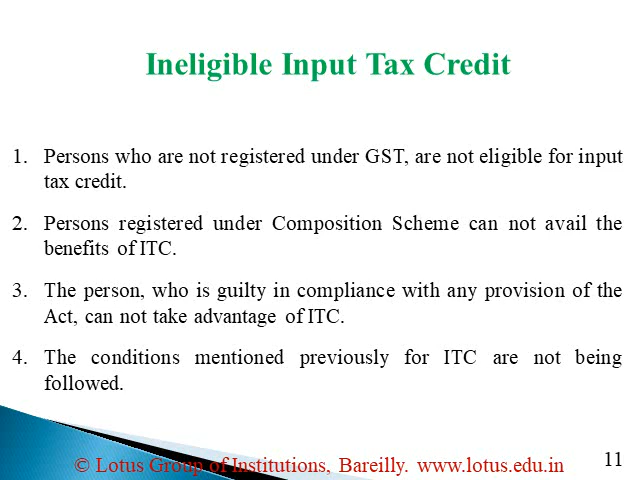 Ineligible Input Tax Credit
1. Persons who are not registered under GST, are not eligible for input
tax credit.
2. Persons registered under Composition Scheme can not avail the
benefits of ITC.
3. The person, who is guilty in compliance with any provision of the
Act, can not take advantage of ITC.
4. The conditions mentioned previously for ITC are not being
followed.
© Lotus Group of Institutions, Bareilly. www.lotus.edu.in
11